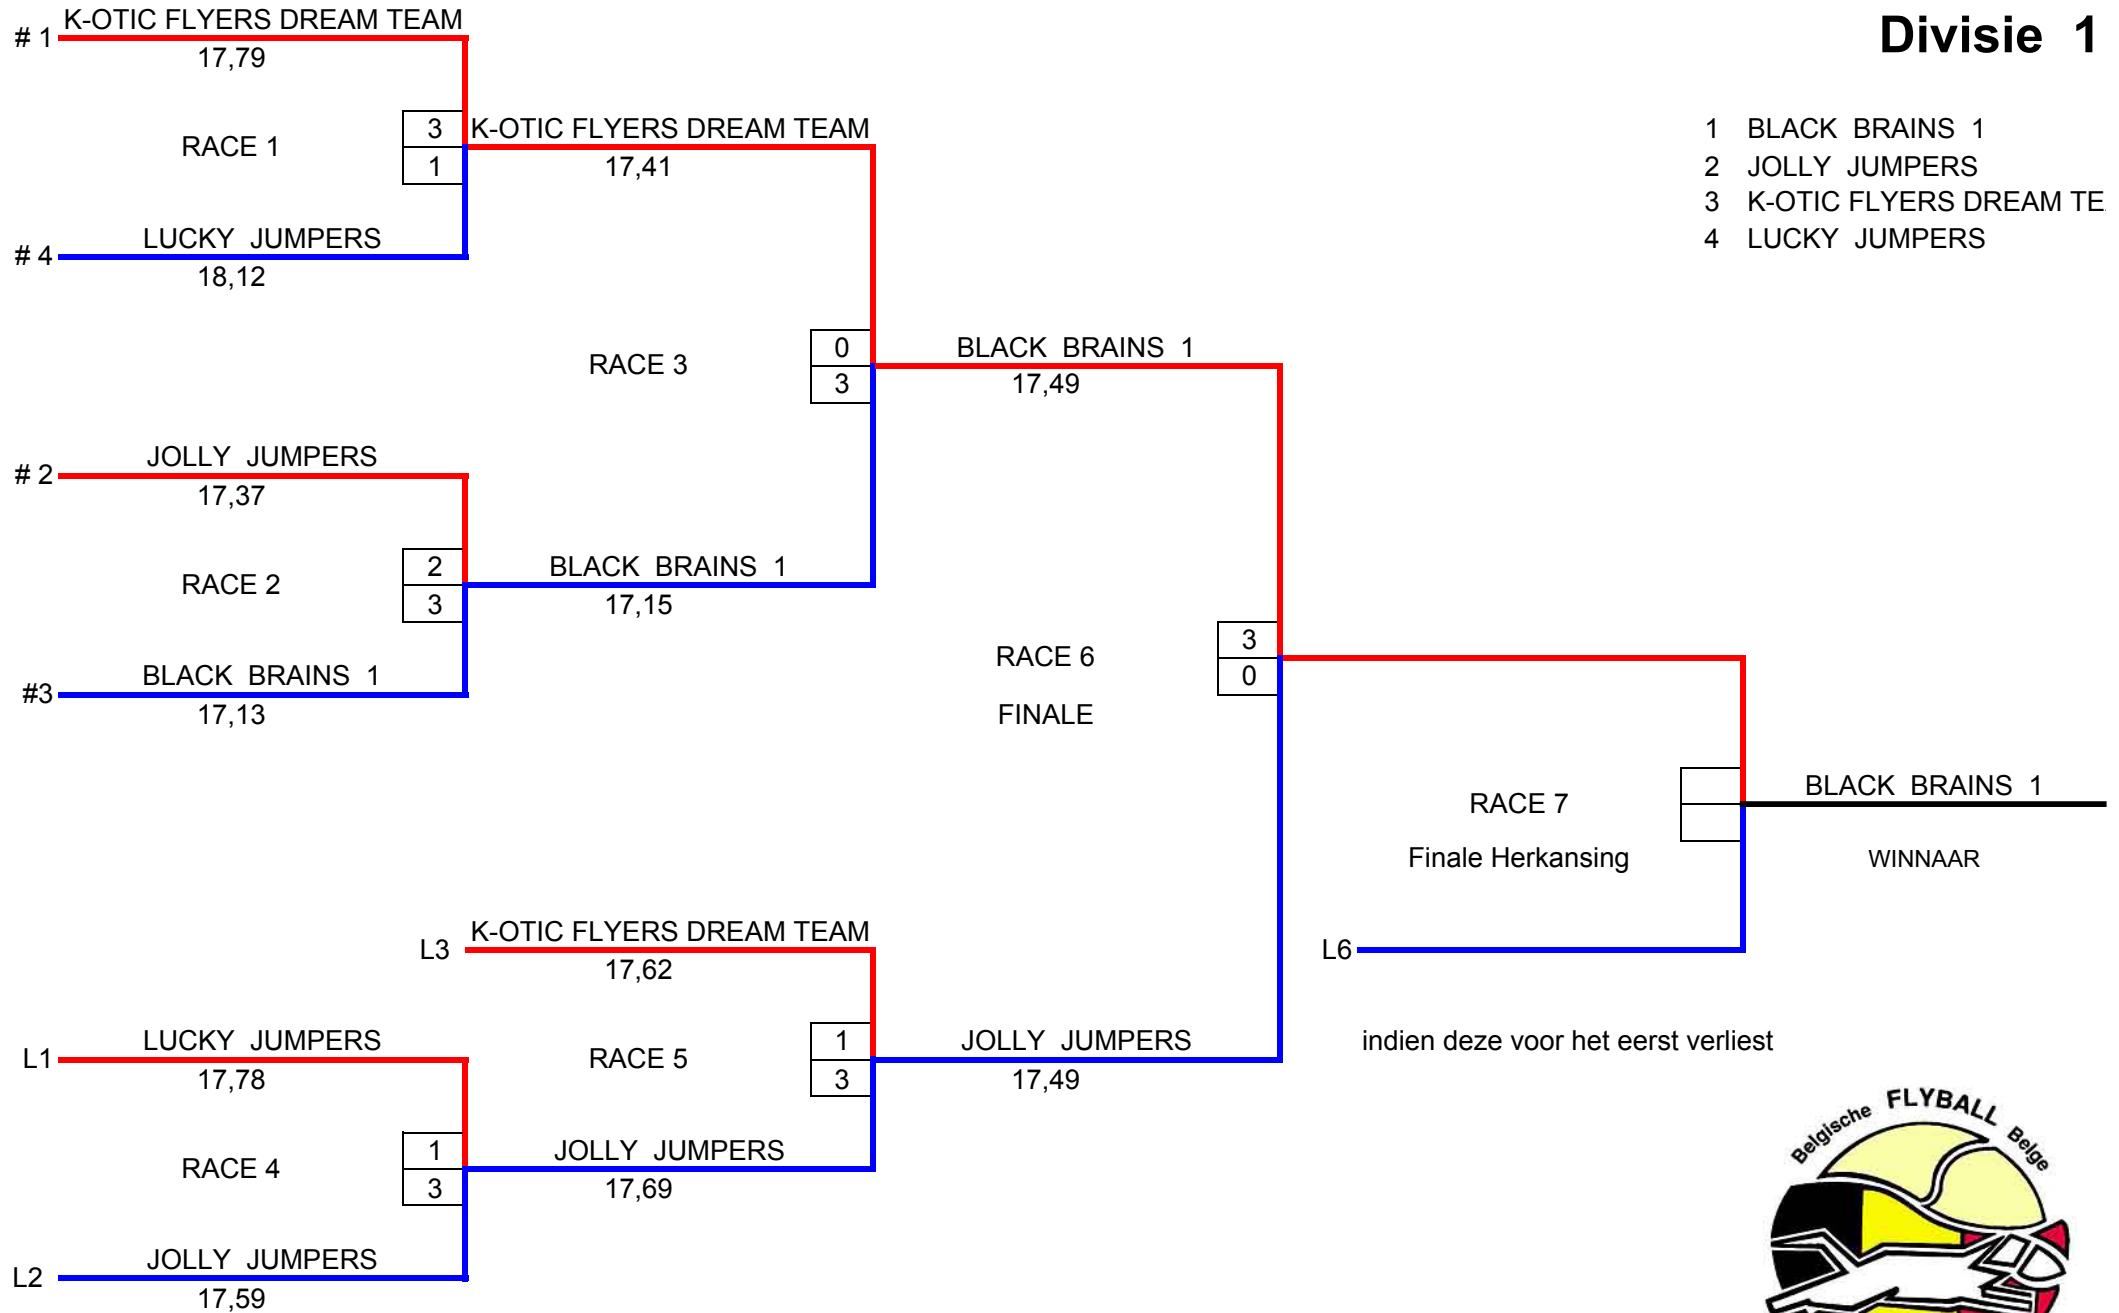 Divisie 1
# 1 K-OTIC FLYERS DREAM TEAM
17,79
RACE 1
3
1
K-OTIC FLYERS DREAM TEAM
17,41
# 4 LUCKY JUMPERS
18,12
1 BLACK BRAINS 1
2 JOLLY JUMPERS
3 K-OTIC FLYERS DREAM TE
4 LUCKY JUMPERS
RACE 3
0
3
BLACK BRAINS 1
17,49
# 2 JOLLY JUMPERS
17,37
RACE 2
2
3
BLACK BRAINS 1
17,15
#3 BLACK BRAINS 1
17,13
RACE 6
3
0
FINALE
RACE 7
Finale Herkansing
BLACK BRAINS 1
WINNAAR
L6
indien deze voor het eerst verliest
L3 K-OTIC FLYERS DREAM TEAM
17,62
RACE 5
1
3
JOLLY JUMPERS
17,49
L1 LUCKY JUMPERS
17,78
RACE 4
1
3
JOLLY JUMPERS
17,69
L2 JOLLY JUMPERS
17,59
Belgische FLYBALL Belge